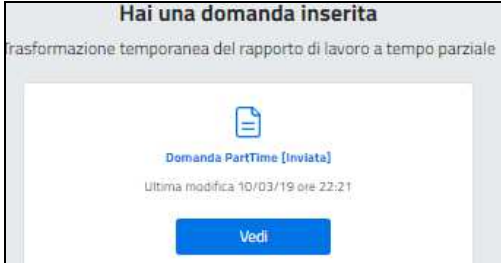 Hai una domanda inserita
Trasformazione temporanea del rapporto di lavoro a tempo parziale
Domanda PartTime [Inviata]
Ultima modifica 10/03/19 ore 22:21
Vedi